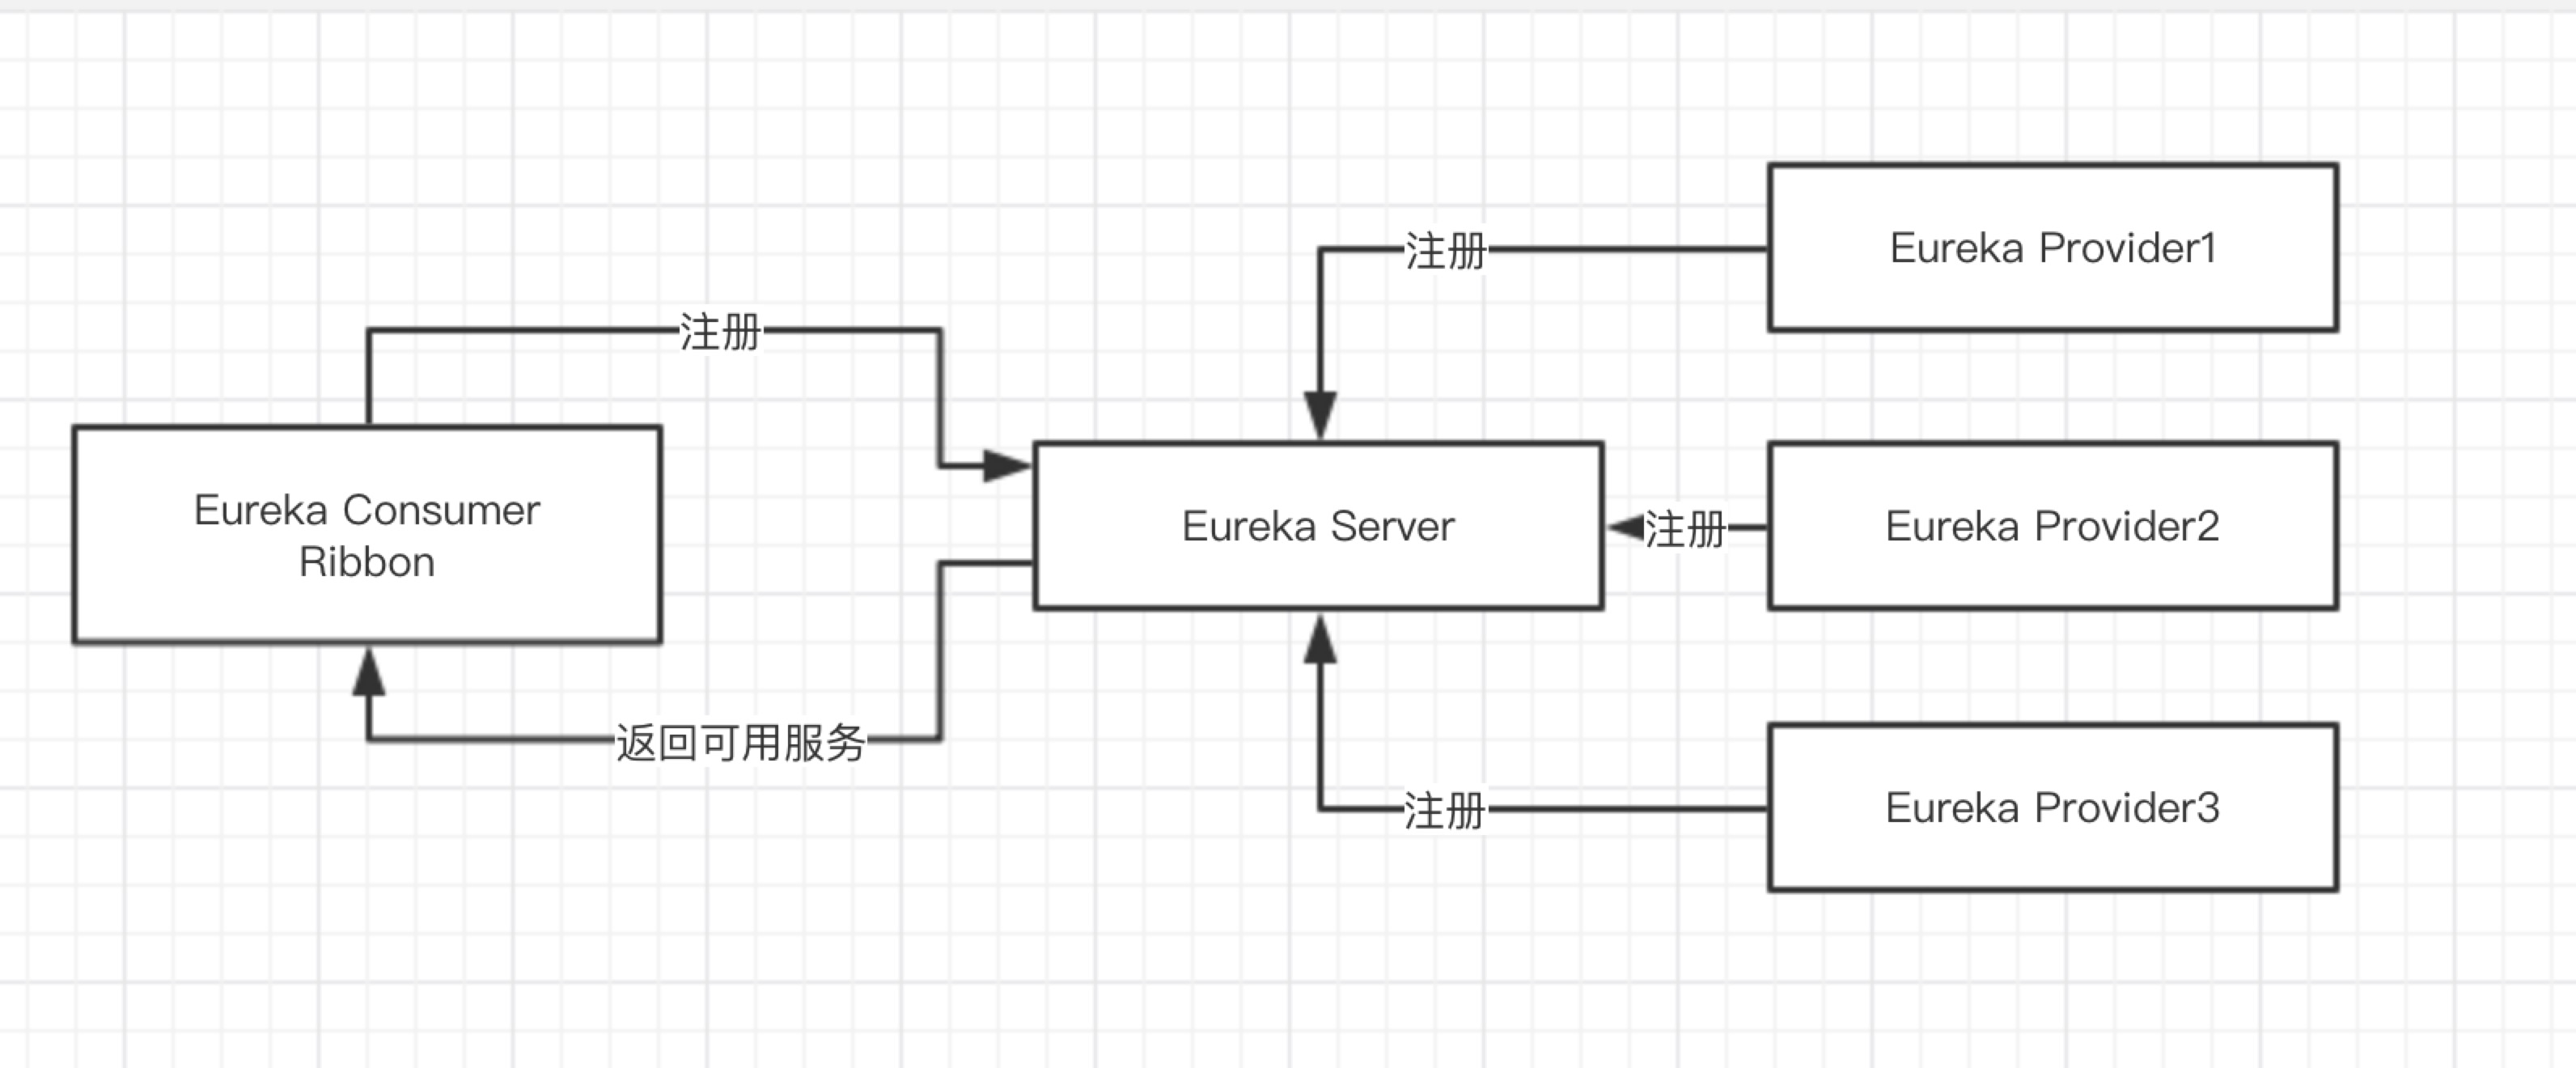 注册
Eureka Consumer
Ribbon
返回可用服务
Eureka Server
注册
Eureka Provider1
注册
Eureka Provider2
注册
Eureka Provider3